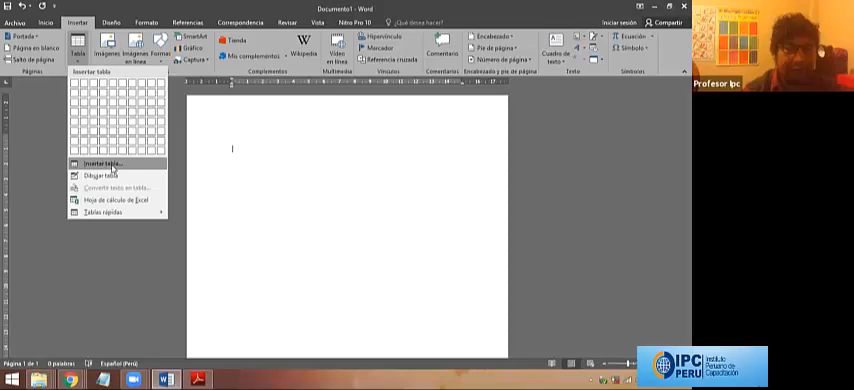 Documento1 - Word
Archivo
Inicio
Insertar
Diseño
Formato
Referencias
Correspondencia
Revisar
Vista
Nitro Pro 10
¿Qué desea hacer?
Iniciar sesión
Compartir
Portada
Página en blanco
Salto de página
Páginas
Tabla
Imágenes
Imágenes
en línea
Formas
SmartArt
Gráfico
Captura
Tienda
Mis complementos
Wikipedia
Complementos
Vídeo
en línea
Multimedia
Hipervínculo
Marcador
Referencia cruzada
Vínculos
Comentario
Comentarios
Encabezado
Pie de página
Número de página
Encabezado y pie de página
Cuadro de
texto
Texto
Ecuación
Símbolo
Símbolos
Insertar tabla
Insertar tabla...
Dibujar tabla
Convertir texto en tabla...
Hoja de cálculo de Excel
Tablas rápidas
Profesor Ipc
Página 1 de 1
0 palabras
Español (Perú)
IPC
PERÚ
Instituto
Peruano de
Capacitación